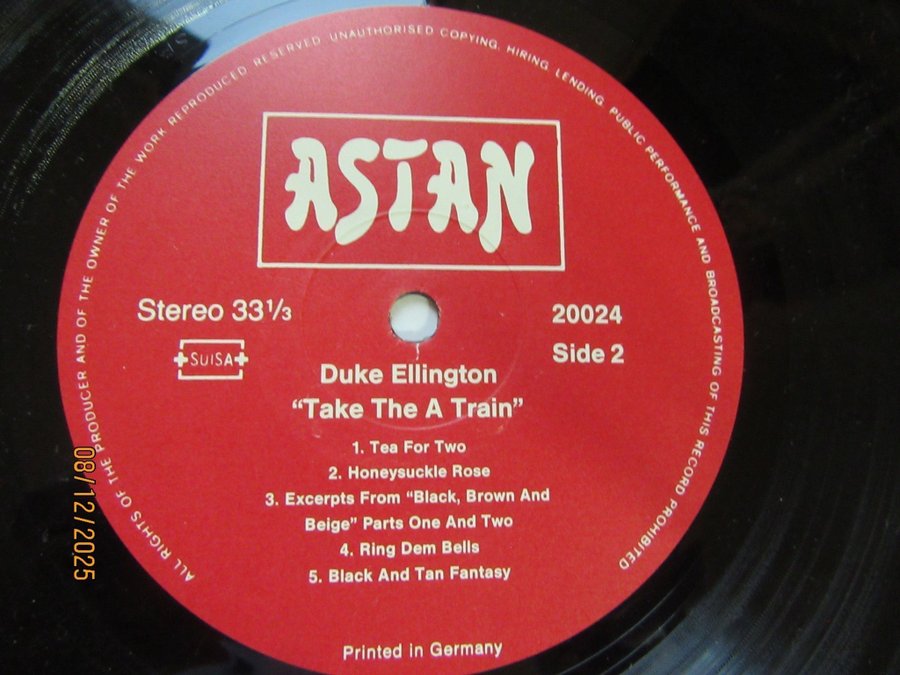 ALL RIGHTS OF THE PRODUCER AND OF THE OWNER OF THE WORK REPRODUCED RESERVED UNAUTHORISED COPYING, HIRING, LENDING, PUBLIC PERFORMANCE AND BROADCASTING OF THIS RECORD PROHIBITED
ASTAN
Stereo 33⅓
20024
SUISA
Side 2
Duke Ellington
“Take The A Train”
1. Tea For Two
2. Honeysuckle Rose
3. Excerpts From “Black, Brown And
Beige” Parts One And Two
4. Ring Dem Bells
5. Black And Tan Fantasy
Printed in Germany
08/12/2025